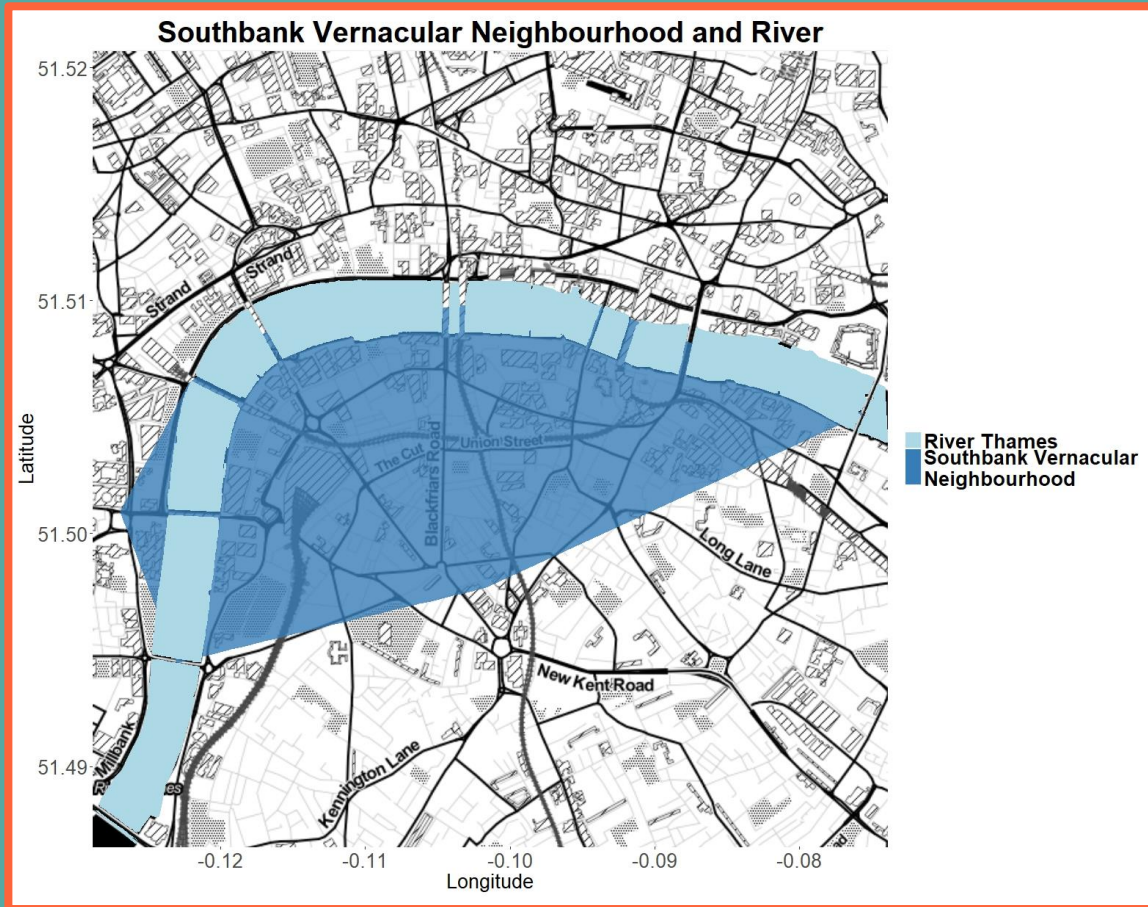 Southbank Vernacular Neighbourhood and River
51.52
51.51
51.50
51.49
Latitude
Strand
Strand
The Cut
Union Street
Blackfriars Road
Long Lane
New Kent Road
Kennington Lane
Millbank
River Thames
Southbank Vernacular
Neighbourhood
-0.12
-0.11
-0.10
-0.09
-0.08
Longitude